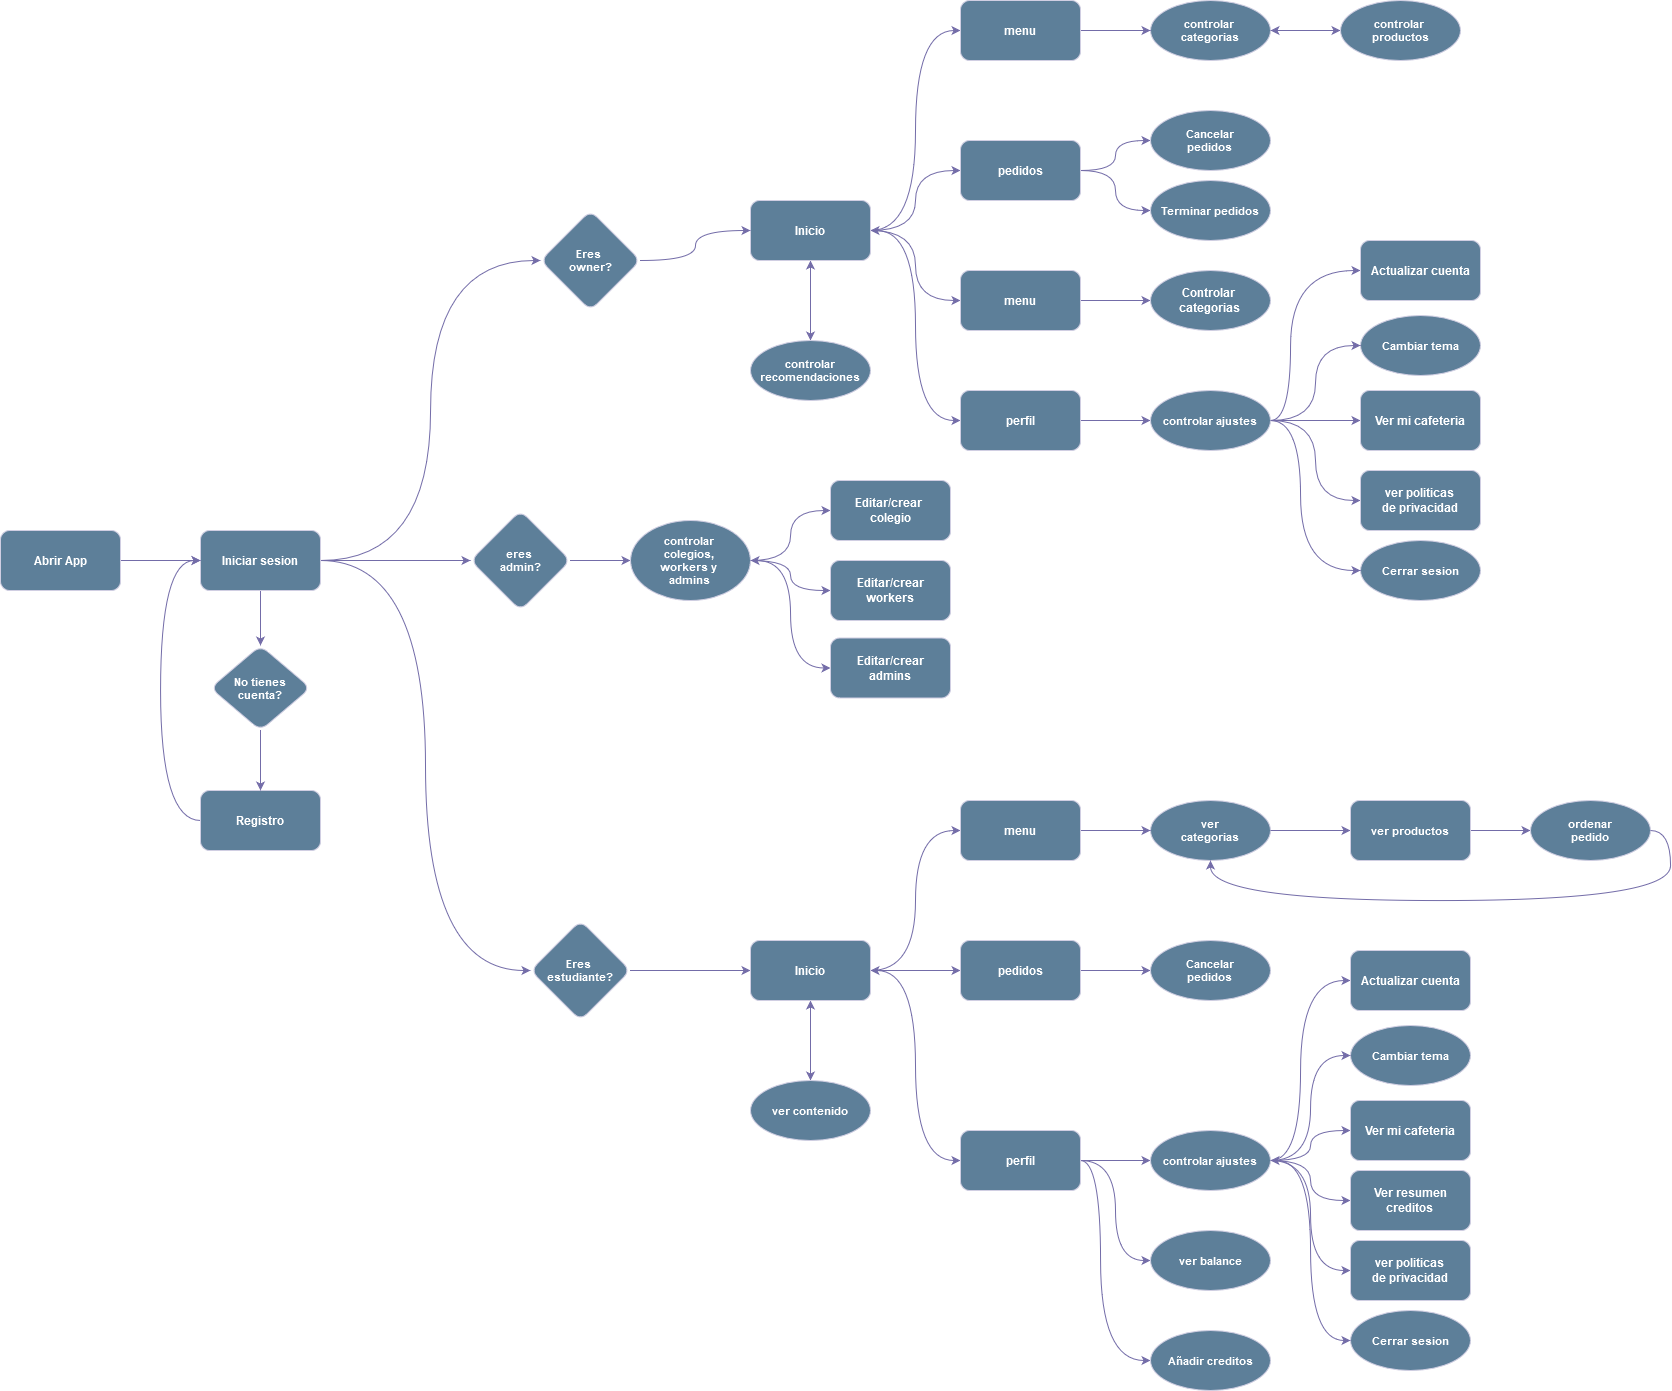 Abrir App
Iniciar sesion
No tienes
cuenta?
Registro
Eres
owner?
Inicio
controlar
recomendaciones
menu
controlar
categorias
controlar
productos
pedidos
Cancelar
pedidos
Terminar pedidos
menu
Controlar
categorias
perfil
controlar ajustes
Actualizar cuenta
Cambiar tema
Ver mi cafeteria
ver politicas
de privacidad
Cerrar sesion
eres
admin?
controlar
colegios,
workers y
admins
Editar/crear
colegio
Editar/crear
workers
Editar/crear
admins
Eres
estudiante?
Inicio
ver contenido
menu
ver
categorias
ver productos
ordenar
pedido
pedidos
Cancelar
pedidos
perfil
controlar ajustes
ver balance
Añadir creditos
Actualizar cuenta
Cambiar tema
Ver mi cafeteria
Ver resumen
creditos
ver politicas
de privacidad
Cerrar sesion